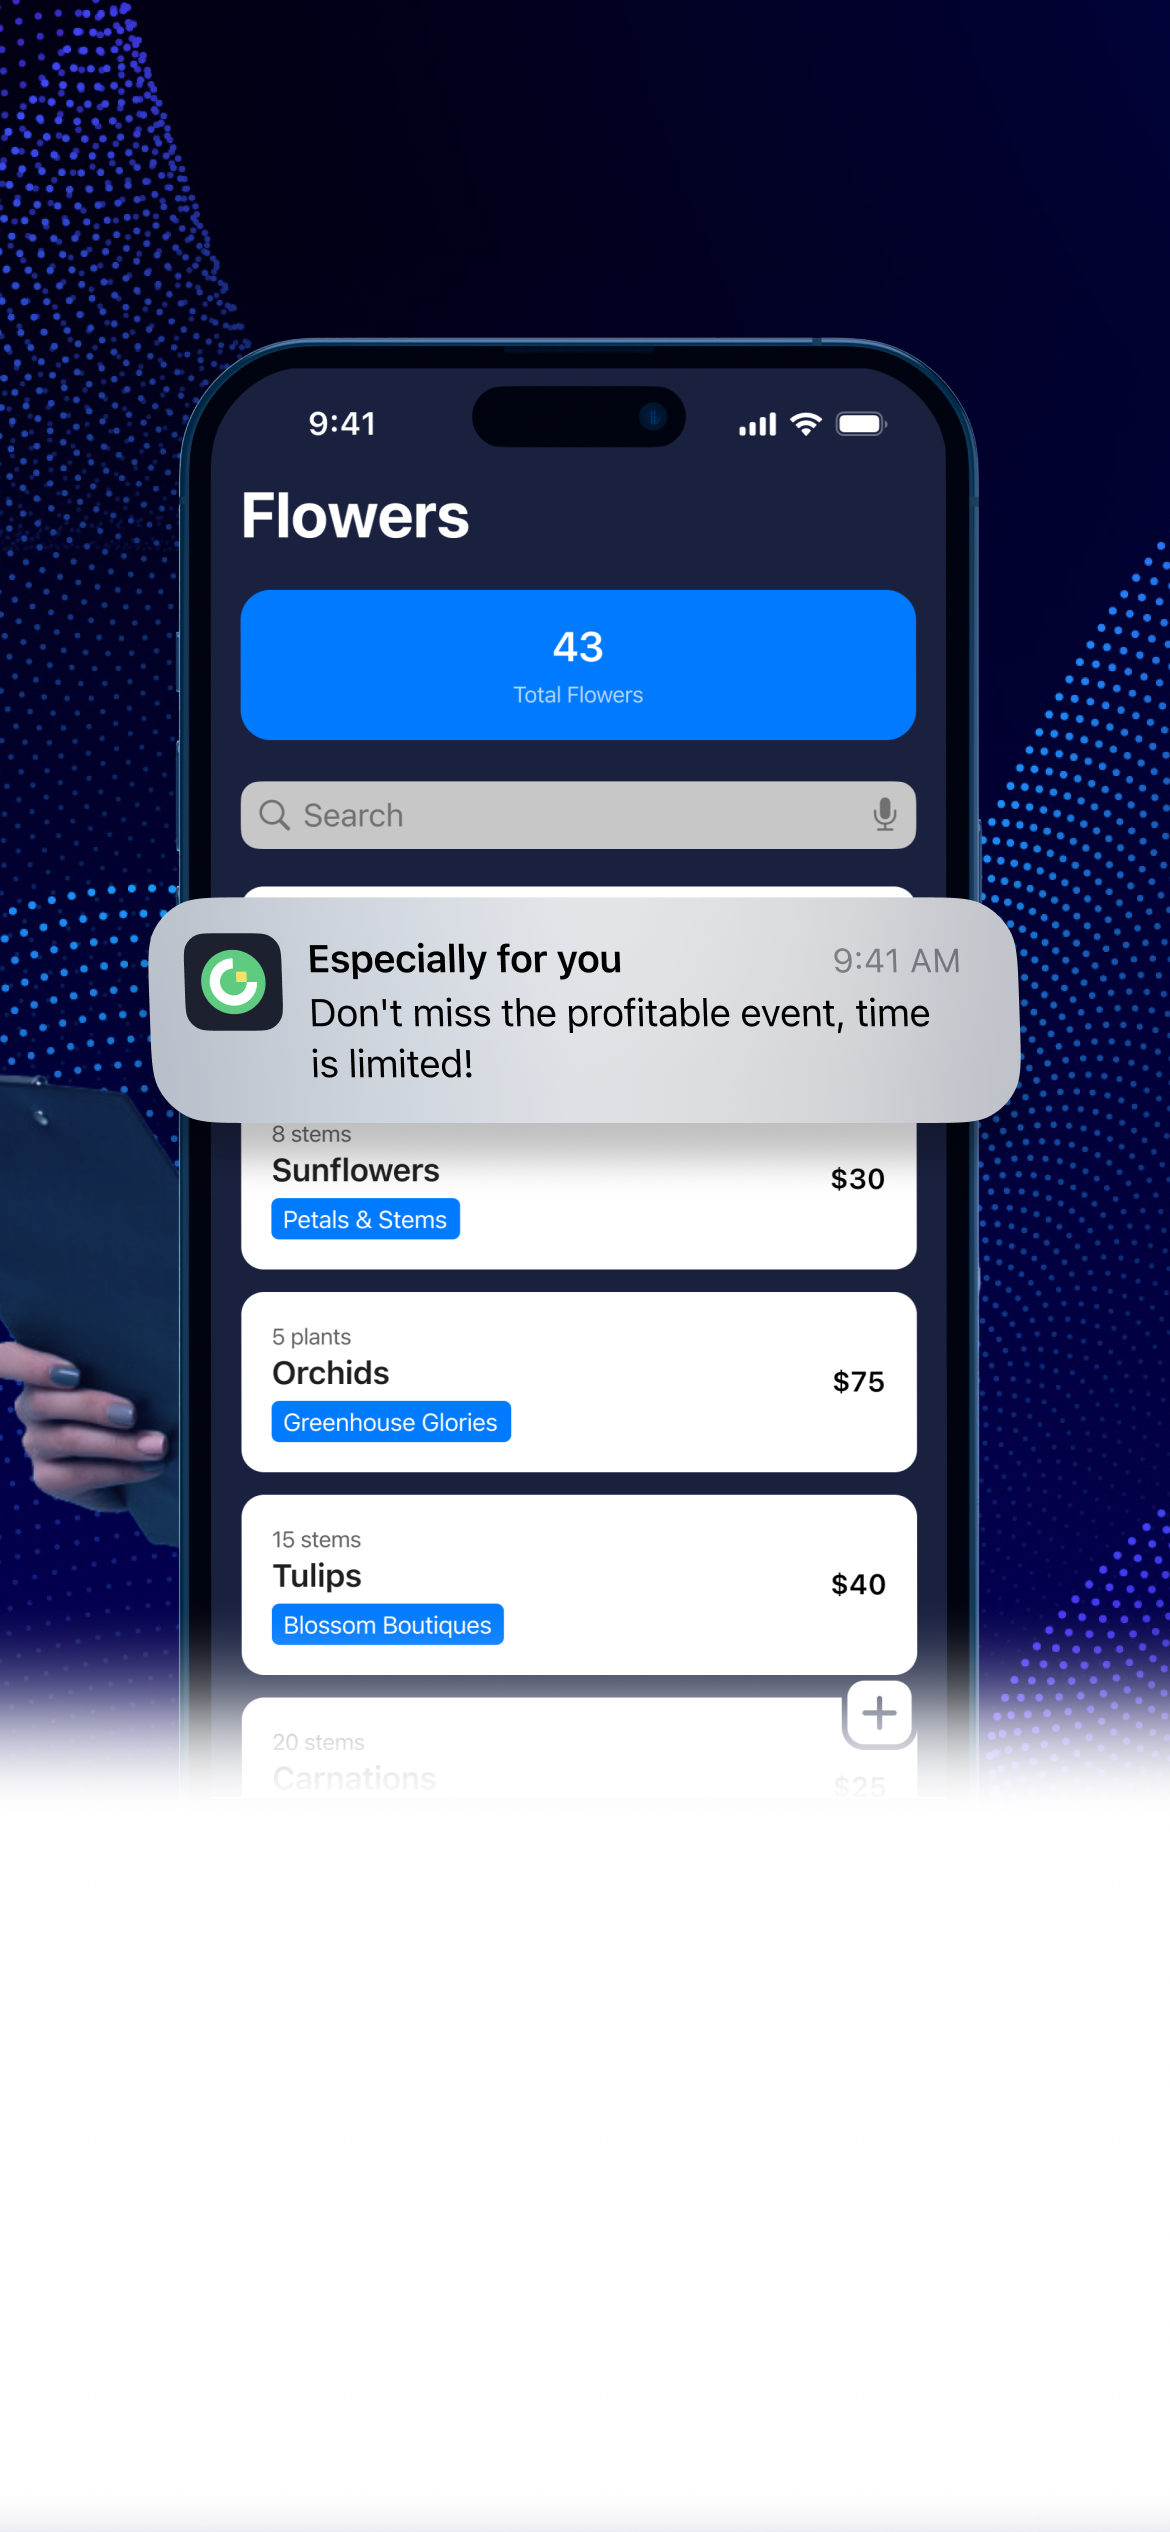 9:41
Flowers
43
Total Flowers
Search
Especially for you
9:41 AM
Don't miss the profitable event, time
is limited!
8 stems
Sunflowers
$30
Petals & Stems
5 plants
Orchids
$75
Greenhouse Glories
15 stems
Tulips
$40
Blossom Boutiques
20 stems
Carnations
$25